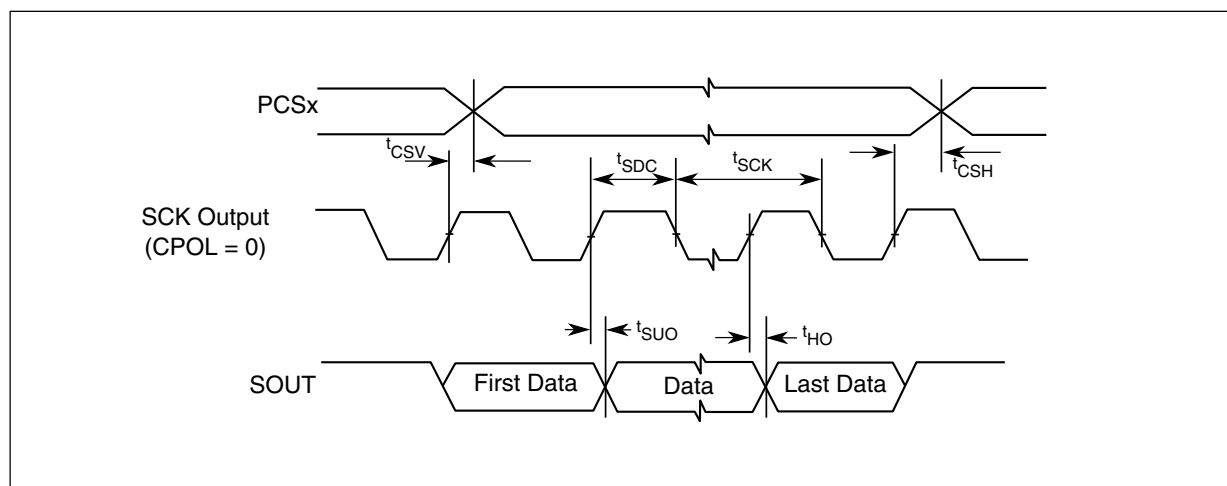 PCSx
tCSV
tSDC
tSCK
tCSH
SCK Output
(CPOL = 0)
tSUO
tHO
SOUT
First Data
Data
Last Data